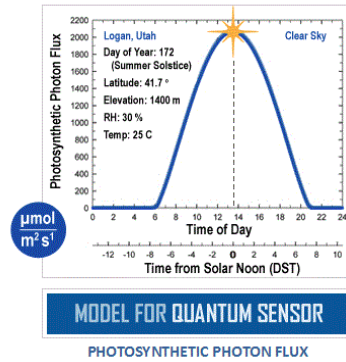 2200
2000
1800
1600
1400
1200
1000
800
600
400
200
0
Photosynthetic Photon Flux
Logan, Utah
Clear Sky
Day of Year: 172
(Summer Solstice)
Latitude: 41.7 °
Elevation: 1400 m
RH: 30 %
Temp: 25 C
µmol
m² s¹
0 2 4 6 8 10 12 14 16 18 20 22 24
Time of Day
-12 -10 -8 -6 -4 -2 0 2 4 6 8 10
Time from Solar Noon (DST)
MODEL FOR QUANTUM SENSOR
PHOTOSYNTHETIC PHOTON FLUX